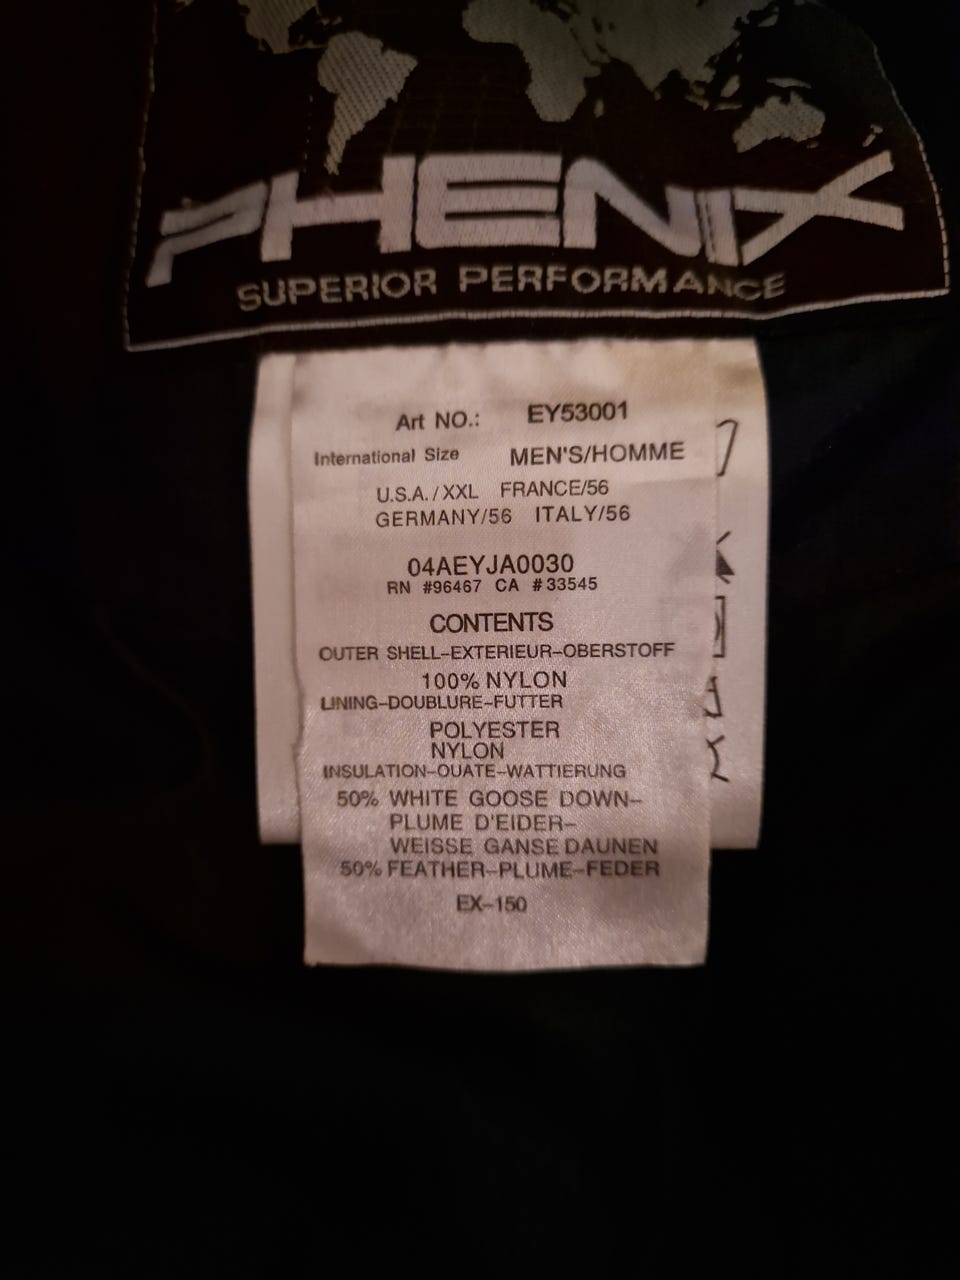 PHENIX
SUPERIOR PERFORMANCE
Art NO.: EY53001
International Size MEN'S/HOMME
U.S.A./XXL FRANCE/56
GERMANY/56 ITALY/56
04AEYJA0030
RN #96467 CA #33545
CONTENTS
OUTER SHELL-EXTERIEUR-OBERSTOFF
100% NYLON
LINING-DOUBLURE-FUTTER
POLYESTER
NYLON
INSULATION-OUATE-WATTIERUNG
50% WHITE GOOSE DOWN-
PLUME D'EIDER-
WEISSE GANSE DAUNEN
50% FEATHER-PLUME-FEDER
EX-150